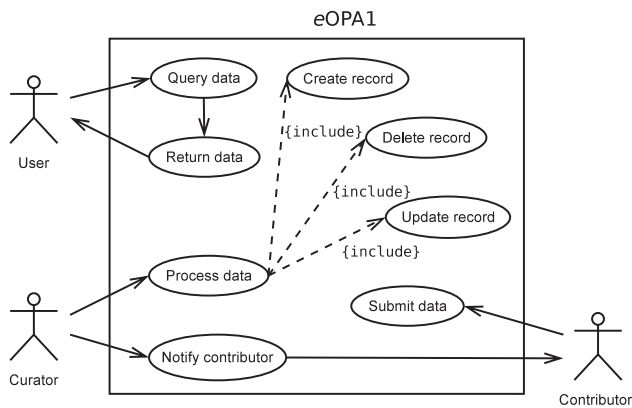 eOPA1
Query data
Create record
{include}
Delete record
User
Return data
{include}
Update record
{include}
Process data
Submit data
Notify contributor
Curator
Contributor